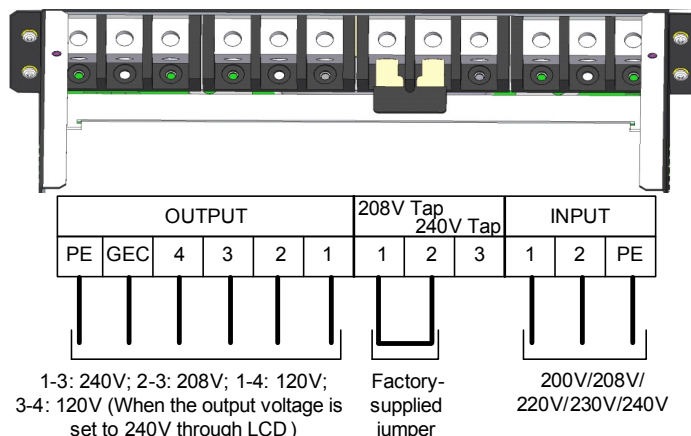 OUTPUT
208V Tap
240V Tap
INPUT
PE GEC 4 3 2 1 1 2 3 1 2 PE
1-3: 240V; 2-3: 208V; 1-4: 120V;
3-4: 120V (When the output voltage is
set to 240V through LCD )
Factory-
supplied
jumper
200V/208V/
220V/230V/240V